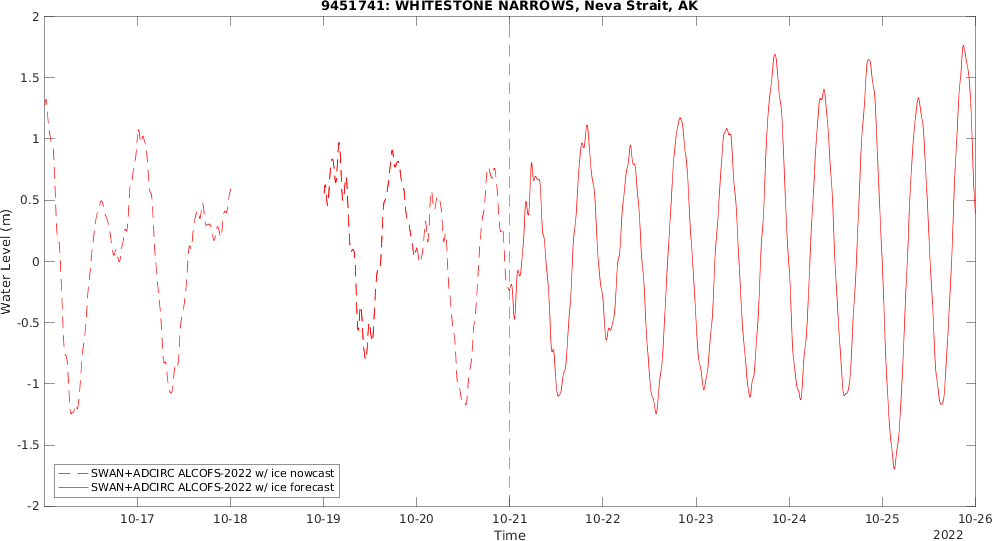 9451741: WHITESTONE NARROWS, Neva Strait, AK
Water Level (m)
2
1.5
1
0.5
0
-0.5
-1
-1.5
-2
SWAN+ADCIRC ALCOFS-2022 w/ ice nowcast
SWAN+ADCIRC ALCOFS-2022 w/ ice forecast
10-17 10-18 10-19 10-20 10-21 10-22 10-23 10-24 10-25 10-26
Time
2022